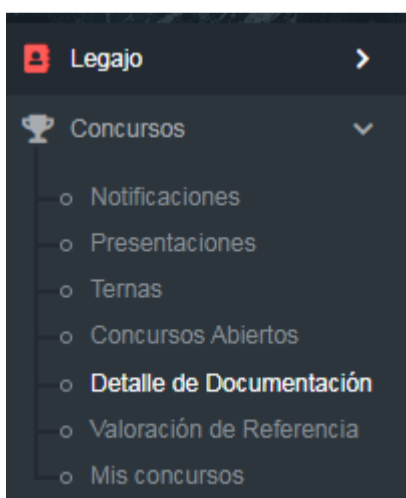 Legajo
Concursos
Notificaciones
Presentaciones
Ternas
Concursos Abiertos
Detalle de Documentación
Valoración de Referencia
Mis concursos